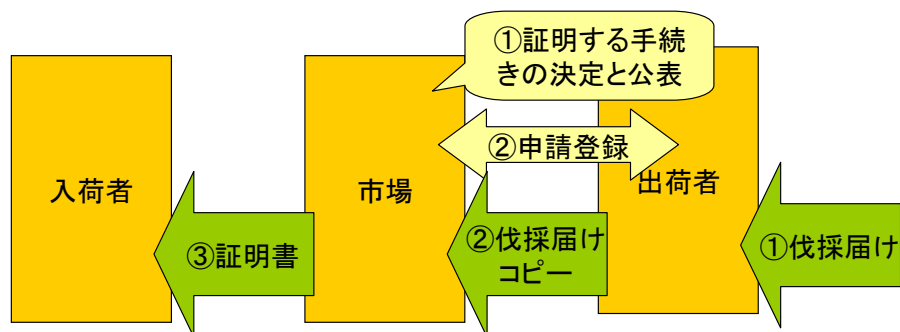 ①証明する手続
きの決定と公表
②申請登録
入荷者
市場
出荷者
③証明書
②伐採届け
コピー
①伐採届け